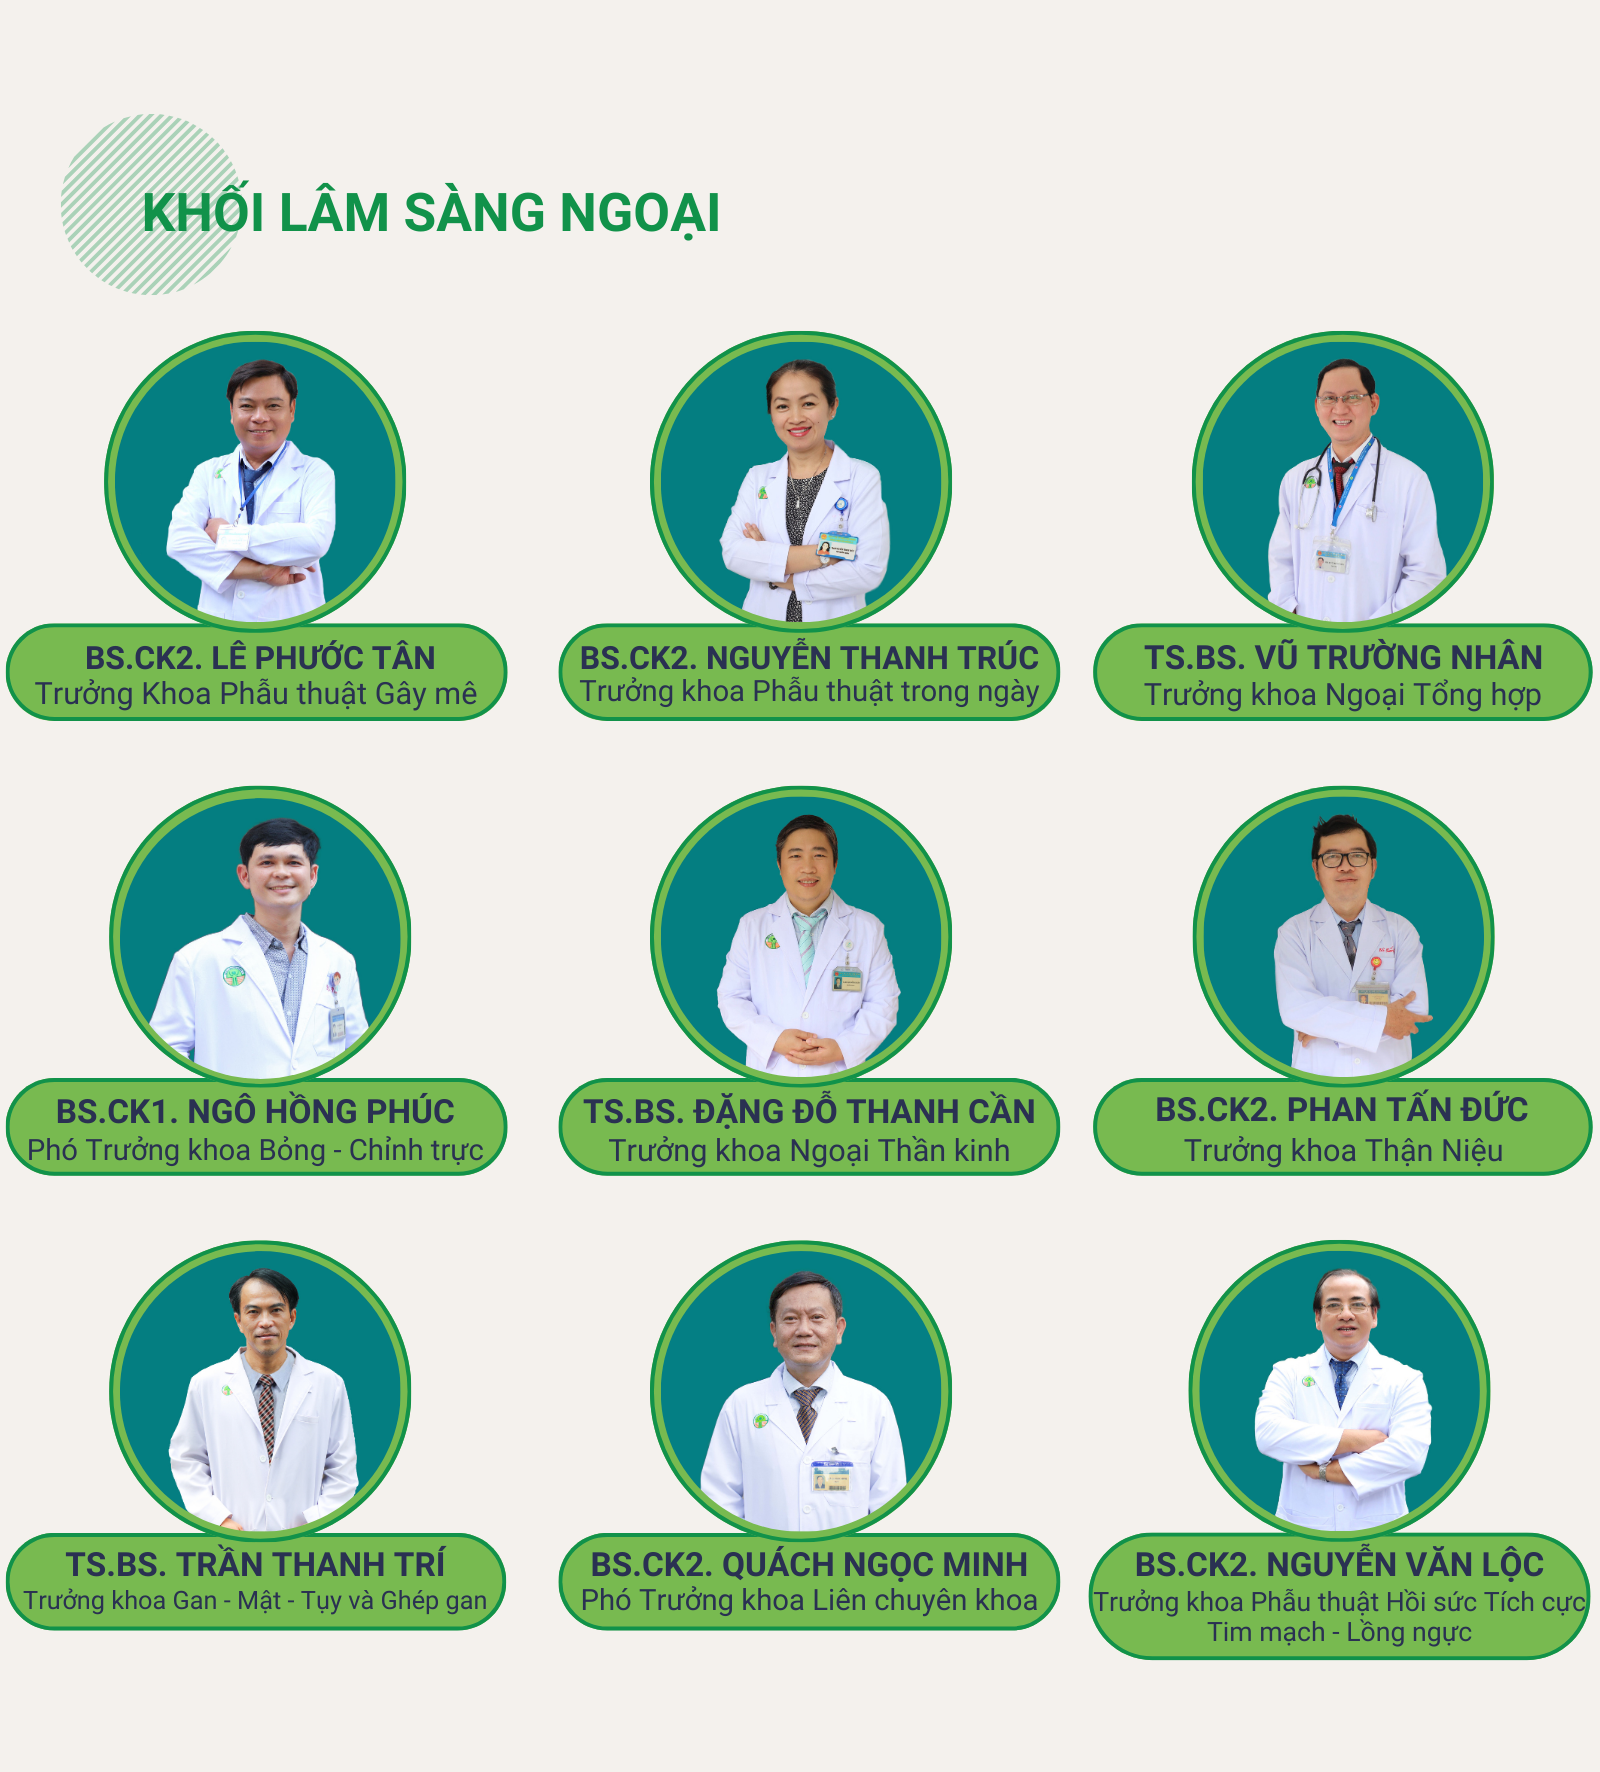 KHỐI LÂM SÀNG NGOẠI
BS.CK2. LÊ PHƯỚC TÂN
Trưởng Khoa Phẫu thuật Gây mê
BS.CK2. NGUYỄN THANH TRÚC
Trưởng khoa Phẫu thuật trong ngày
TS.BS. VŨ TRƯỜNG NHÂN
Trưởng khoa Ngoại Tổng hợp
BS.CK1. NGÔ HỒNG PHÚC
Phó Trưởng khoa Bỏng - Chỉnh trực
TS.BS. ĐẶNG ĐỖ THANH CẦN
Trưởng khoa Ngoại Thần kinh
BS.CK2. PHAN TẤN ĐỨC
Trưởng khoa Thận Niệu
TS.BS. TRẦN THANH TRÍ
Trưởng khoa Gan - Mật - Tụy và Ghép gan
BS.CK2. QUÁCH NGỌC MINH
Phó Trưởng khoa Liên chuyên khoa
BS.CK2. NGUYỄN VĂN LỘC
Trưởng khoa Phẫu thuật Hồi sức Tích cực
Tim mạch - Lồng ngực